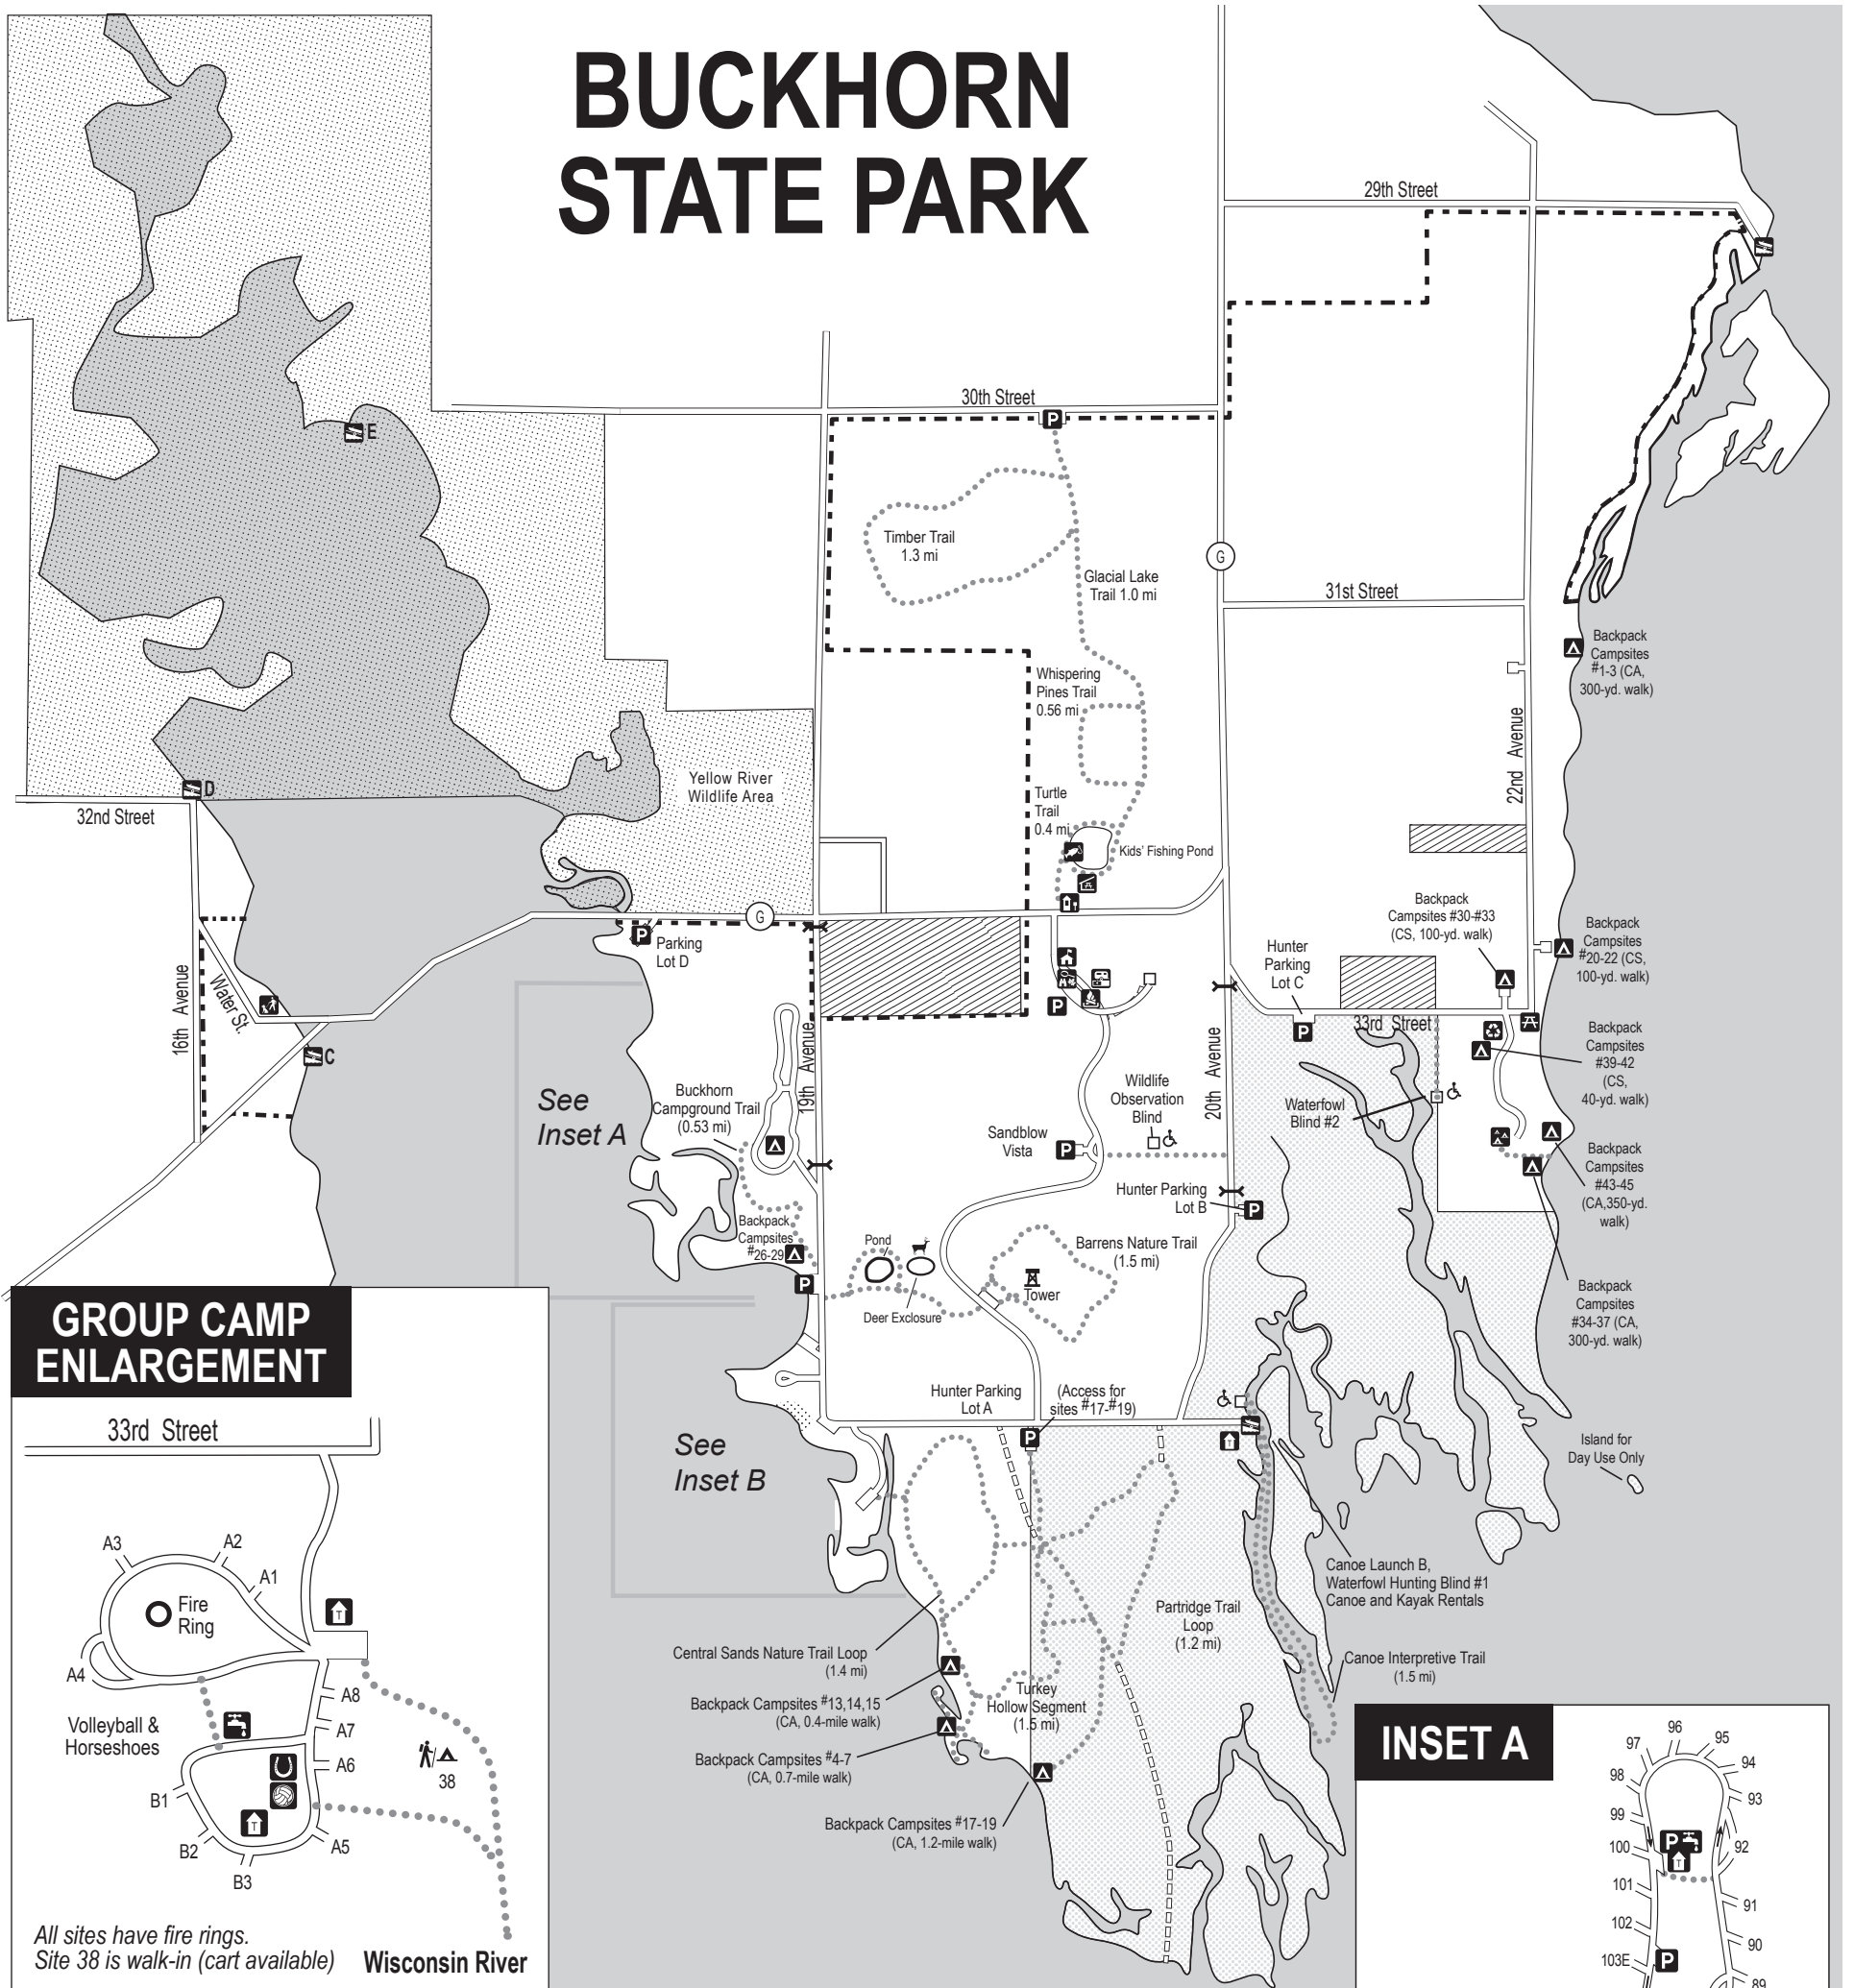 BUCKHORN
STATE PARK
29th Street
30th Street
P
E
Timber Trail
1.3 mi
G
Glacial Lake
Trail 1.0 mi
31st Street
Backpack
Campsites
#1-3 (CA,
300-yd. walk)
Whispering
Pines Trail
0.56 mi
22nd Avenue
Yellow River
Wildlife Area
D
32nd Street
Turtle
Trail
0.4 mi
Kids' Fishing Pond
G
P
Parking
Lot D
Backpack
Campsites #30-#33
(CS, 100-yd. walk)
Backpack
Campsites
#20-22 (CS,
100-yd. walk)
Hunter
Parking
Lot C
P
P
33rd Street
16th Avenue
Water St.
C
19th Avenue
20th Avenue
Backpack
Campsites
#39-42
(CS,
40-yd. walk)
See
Inset A
Buckhorn
Campground Trail
(0.53 mi)
Wildlife
Observation
Blind
Waterfowl
Blind #2
Sandblow
Vista
P
Backpack
Campsites
#43-45
(CA,350-yd.
walk)
Hunter Parking
Lot B
P
Backpack
Campsites
#26-29
P
Pond
Deer Exclosure
Barrens Nature Trail
(1.5 mi)
Tower
Backpack
Campsites
#34-37 (CA,
300-yd. walk)
Hunter Parking
Lot A
(Access for
sites #17-#19)
P
T
See
Inset B
Island for
Day Use Only
Canoe Launch B,
Waterfowl Hunting Blind #1
Canoe and Kayak Rentals
Partridge Trail
Loop
(1.2 mi)
Central Sands Nature Trail Loop
(1.4 mi)
Canoe Interpretive Trail
(1.5 mi)
Backpack Campsites #13,14,15
(CA, 0.4-mile walk)
Turkey
Hollow Segment
(1.5 mi)
Backpack Campsites #4-7
(CA, 0.7-mile walk)
Backpack Campsites #17-19
(CA, 1.2-mile walk)
GROUP CAMP
ENLARGEMENT
33rd Street
A3
A2
A1
Fire
Ring
T
A4
A8
A7
Volleyball &
Horseshoes
A6
38
B1
T
B2
A5
B3
All sites have fire rings.
Site 38 is walk-in (cart available)
Wisconsin River
INSET A
96
97
95
98
94
99
93
P
100
92
T
101
91
102
90
103E
P
89